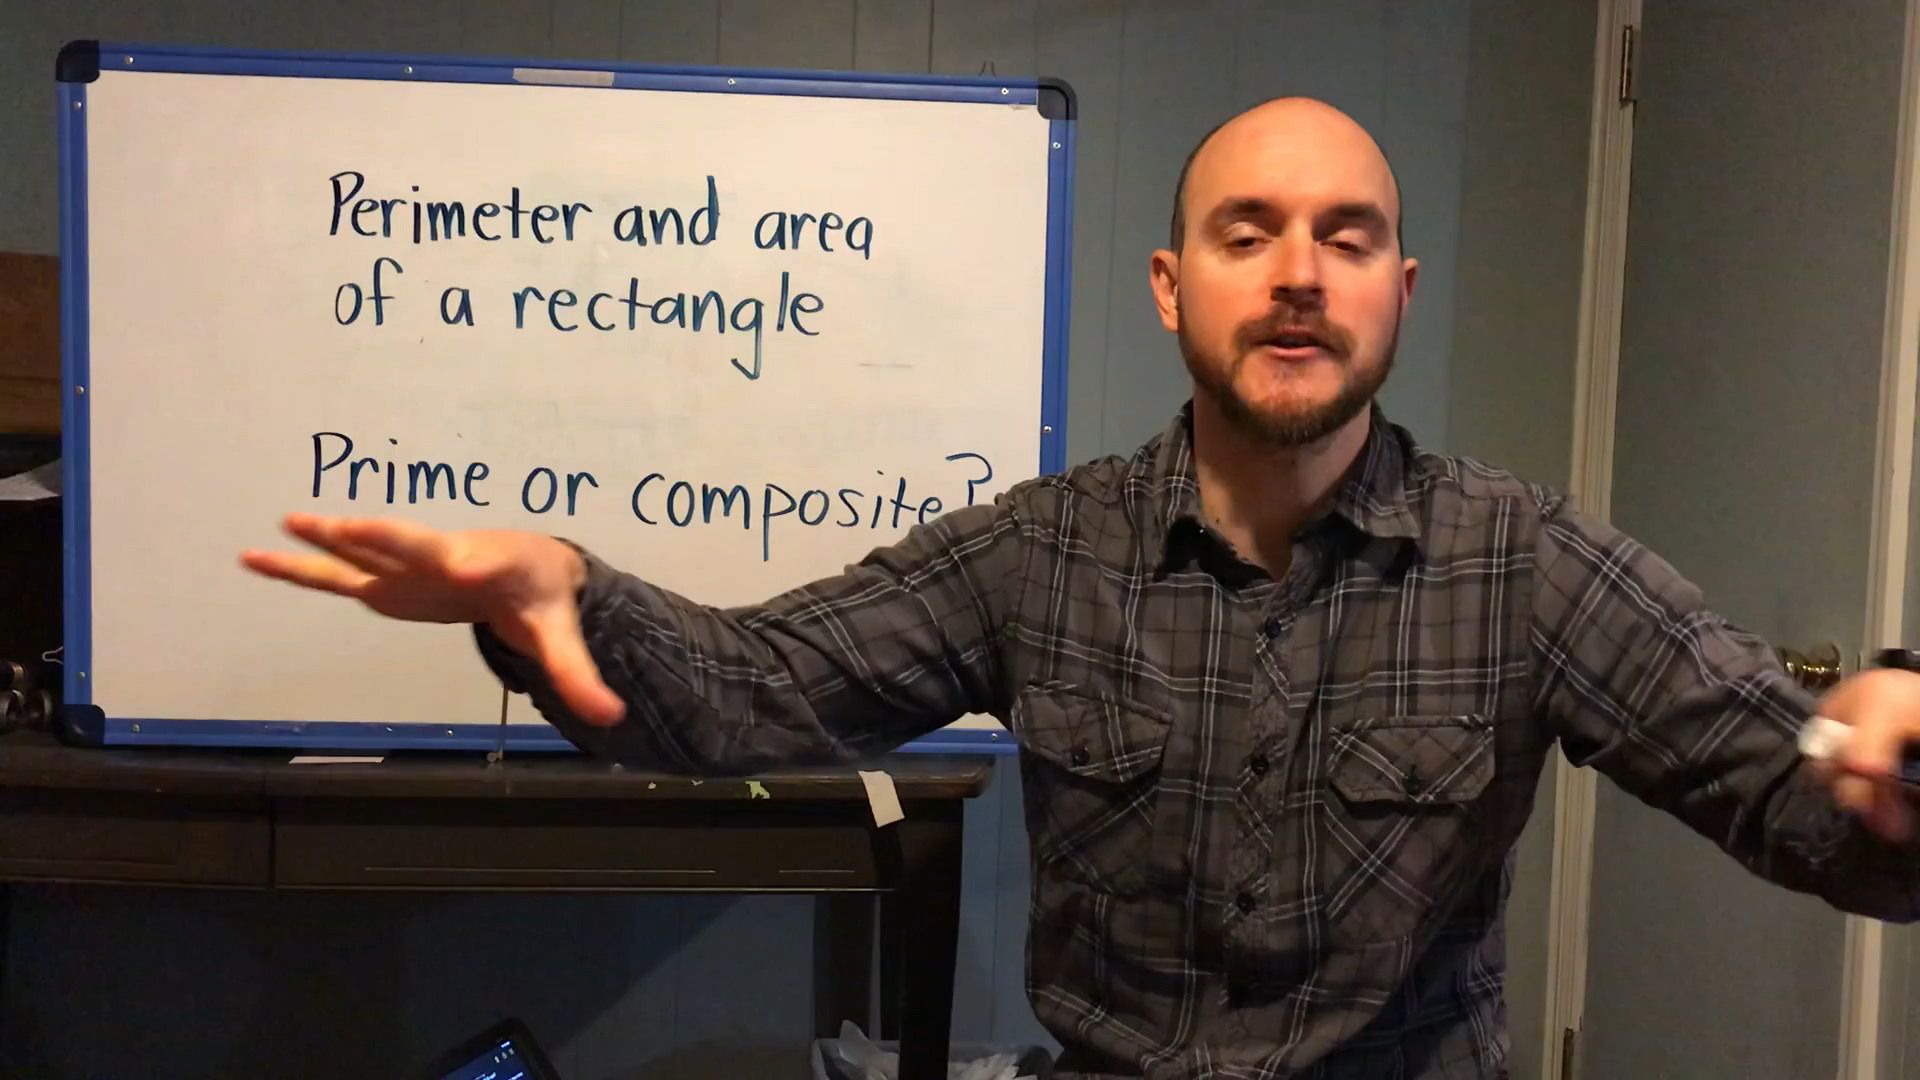 Perimeter and area
of a rectangle
Prime or composite?